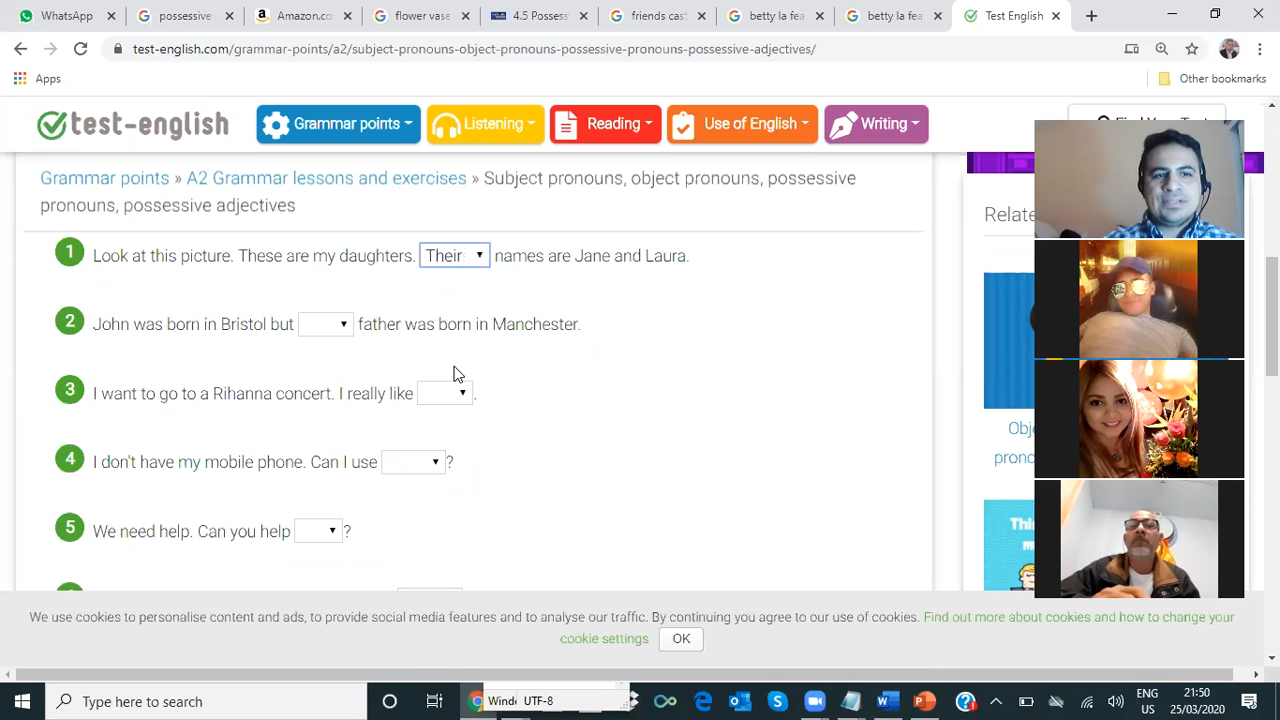 WhatsApp
possessive
Amazon.co
flower vase
4.5 Possess
friends cas
betty la fea
betty la fea
Test English
test-english.com/grammar-points/a2/subject-pronouns-object-pronouns-possessive-pronouns-possessive-adjectives/
Apps
Other bookmarks
test-english
Grammar points
Listening
Reading
Use of English
Writing
Grammar points » A2 Grammar lessons and exercises » Subject pronouns, object pronouns, possessive
pronouns, possessive adjectives
Relate
1 Look at this picture. These are my daughters. Their names are Jane and Laura.
2 John was born in Bristol but father was born in Manchester.
3 I want to go to a Rihanna concert. I really like .
4 I don't have my mobile phone. Can I use ?
5 We need help. Can you help ?
Obj
prono
We use cookies to personalise content and ads, to provide social media features and to analyse our traffic. By continuing you agree to our use of cookies. Find out more about cookies and how to change your
cookie settings OK
Type here to search
Windo UTF-8
ENG
US
21:50
25/03/2020